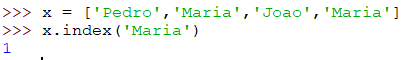 >>> x = ['Pedro','Maria','Joao','Maria']
>>> x.index('Maria')
1